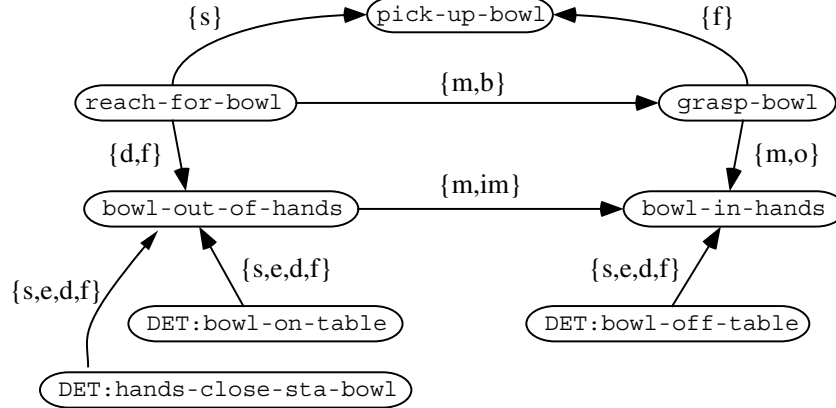 {s}
pick-up-bowl
{f}
reach-for-bowl
{m,b}
grasp-bowl
{d,f}
{m,o}
bowl-out-of-hands
{m,im}
bowl-in-hands
{s,e,d,f}
{s,e,d,f}
{s,e,d,f}
DET:bowl-on-table
DET:bowl-off-table
DET:hands-close-sta-bowl